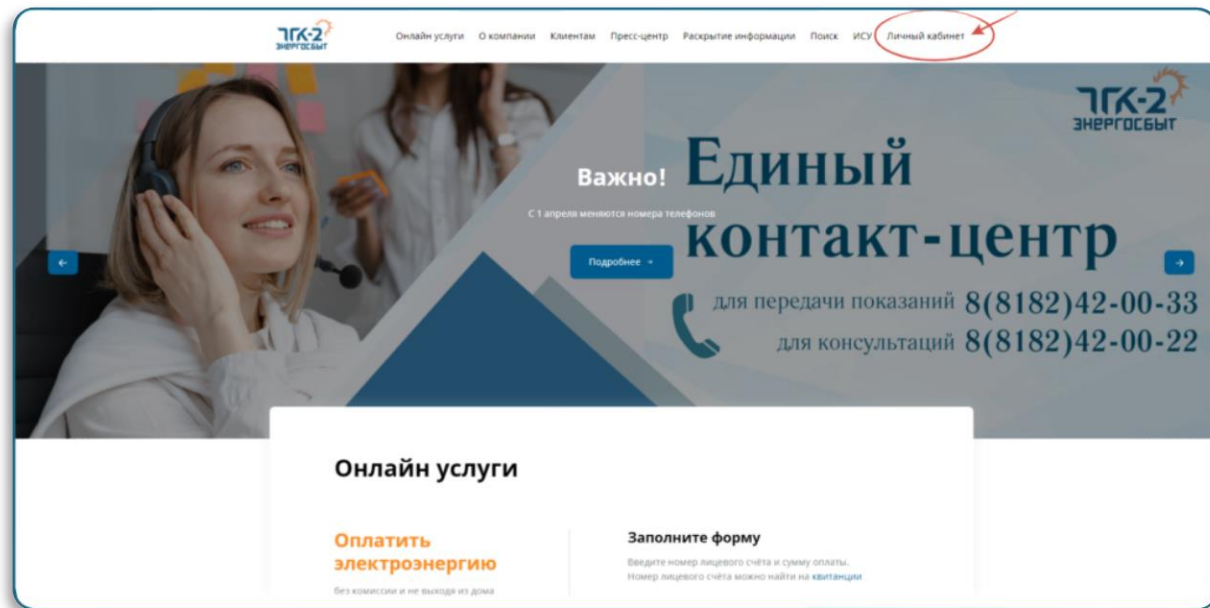 ТГК-2
ЭНЕРГОСБЫТ
Онлайн услуги О компании Клиентам Пресс-центр Раскрытие информации Поиск ИСУ Личный кабинет
ТГК-2
ЭНЕРГОСБЫТ
Единый
контакт-центр
для передачи показаний 8(8182)42-00-33
для консультаций 8(8182)42-00-22
Важно!
С 1 апреля меняются номера телефонов
Подробнее →
Онлайн услуги
Оплатить
электроэнергию
без комиссии и не выходя из дома
Заполните форму
Введите номер лицевого счёта и сумму оплаты.
Номер лицевого счёта можно найти на квитанции